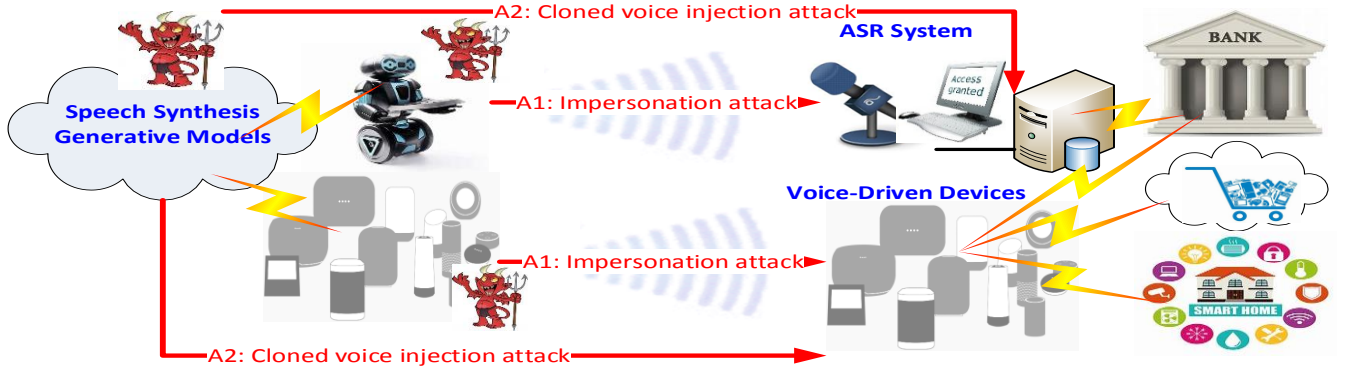 A2: Cloned voice injection attack
ASR System
BANK
Access
granted
Speech Synthesis
Generative Models
A1: Impersonation attack
Voice-Driven Devices
A1: Impersonation attack
SMART HOME
A2: Cloned voice injection attack